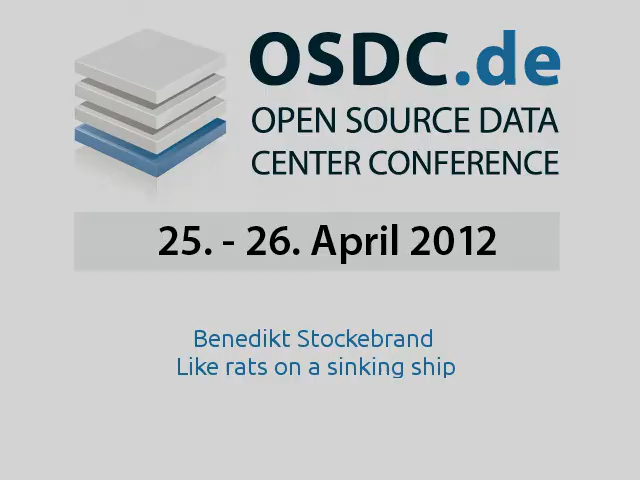 OSDC.de
OPEN SOURCE DATA
CENTER CONFERENCE
25. - 26. April 2012
Benedikt Stockebrand
Like rats on a sinking ship